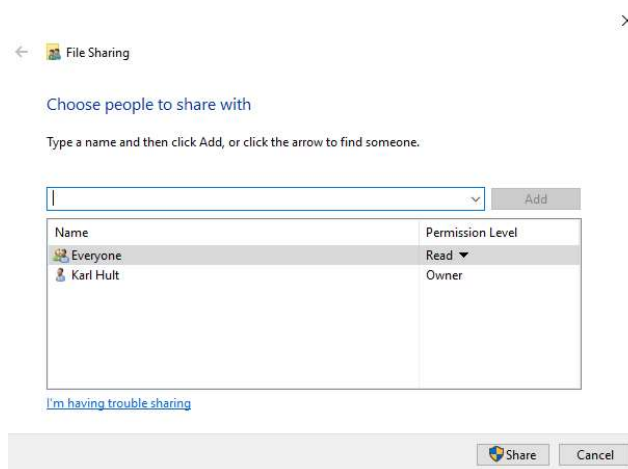 File Sharing
Choose people to share with
Type a name and then click Add, or click the arrow to find someone.
Add
Name Permission Level
Everyone Read
Karl Hult Owner
I'm having trouble sharing
Share Cancel